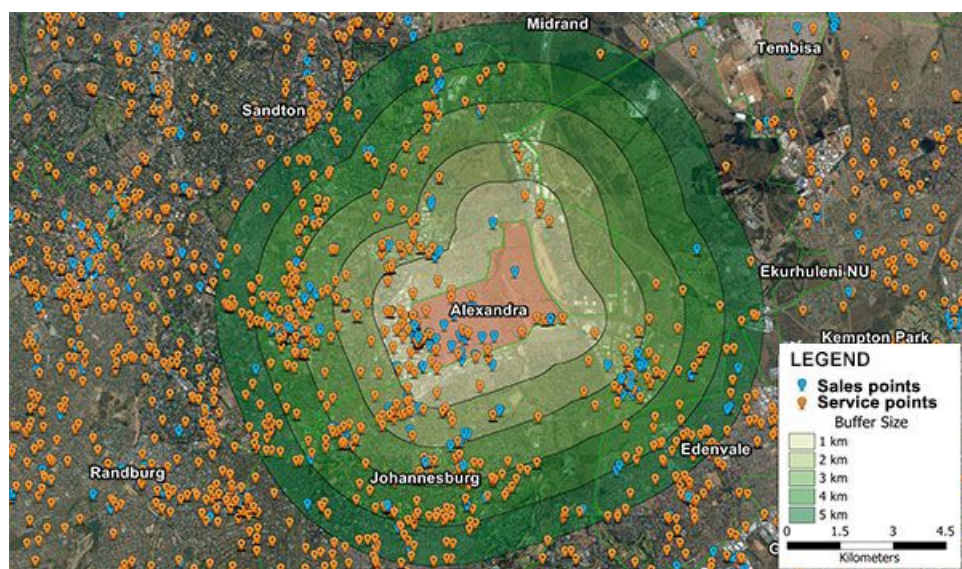 Midrand
Tembisa
Sandton
Ekurhuleni NU
Alexandra
Kempton Park
LEGEND
Sales points
Service points
Buffer Size
1 km
2 km
3 km
4 km
5 km
0 1.5 3 4.5
Kilometers
Edenvale
Randburg
Johannesburg
G